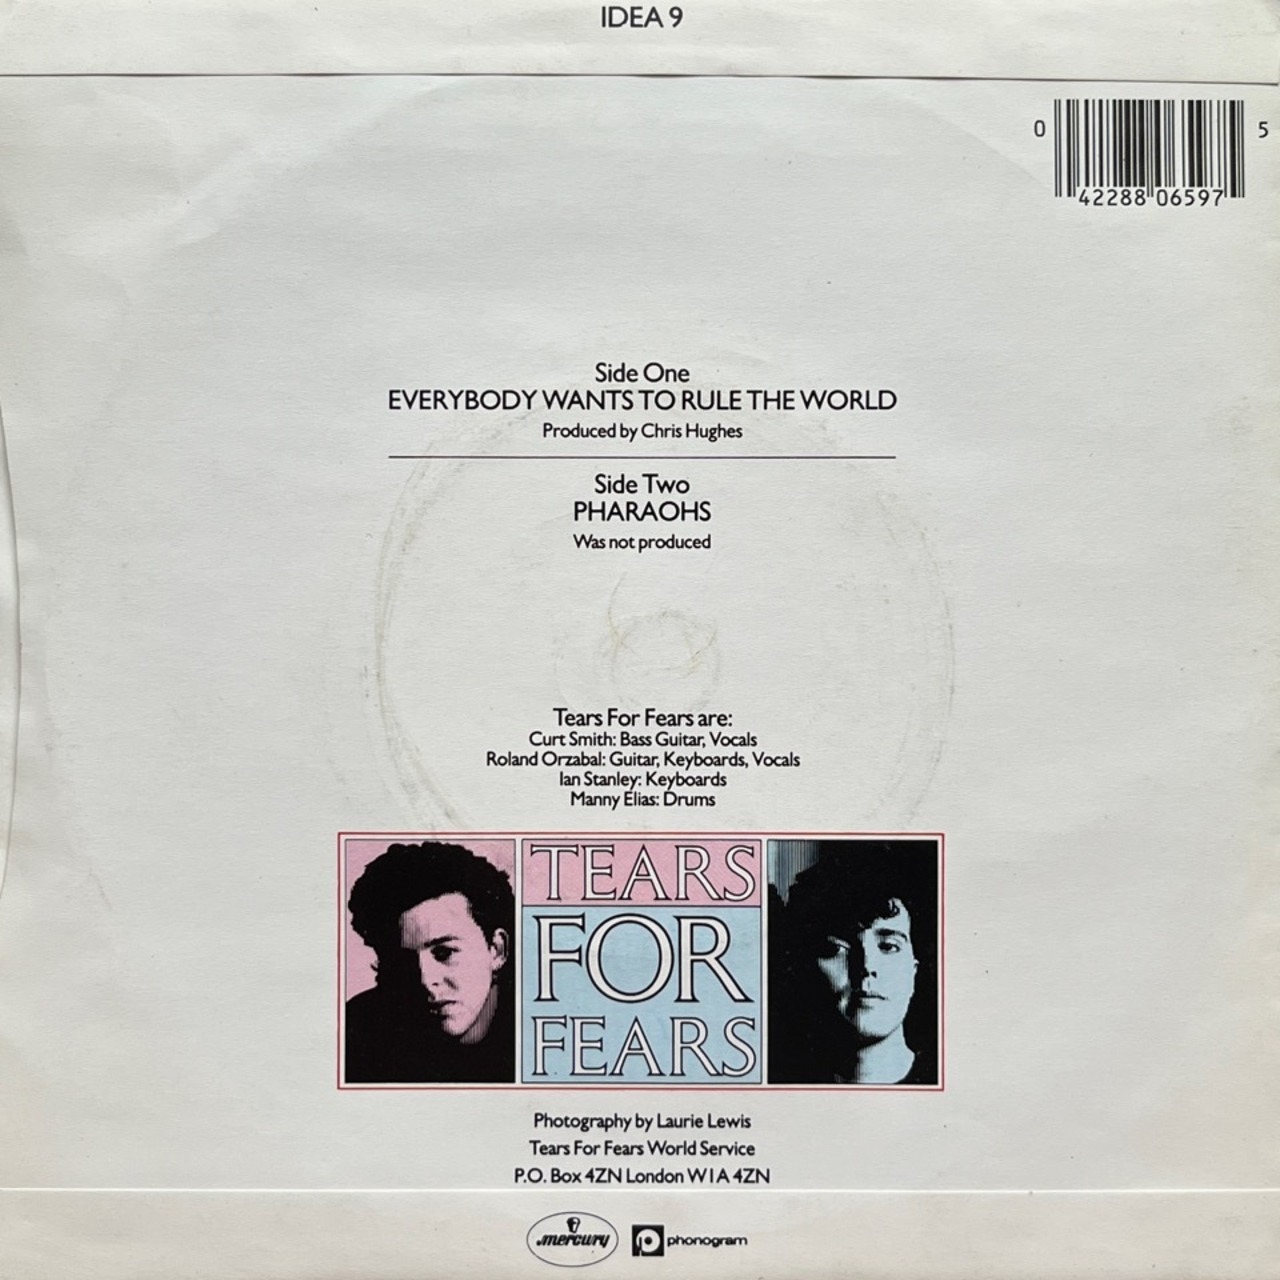 IDEA 9
0 42288 06597 5
Side One
EVERYBODY WANTS TO RULE THE WORLD
Produced by Chris Hughes
Side Two
PHARAOHS
Was not produced
Tears For Fears are:
Curt Smith: Bass Guitar, Vocals
Roland Orzabal: Guitar, Keyboards, Vocals
Ian Stanley: Keyboards
Manny Elias: Drums
TEARS
FOR
FEARS
Photography by Laurie Lewis
Tears For Fears World Service
P.O. Box 4ZN London W1A 4ZN
mercury phonogram